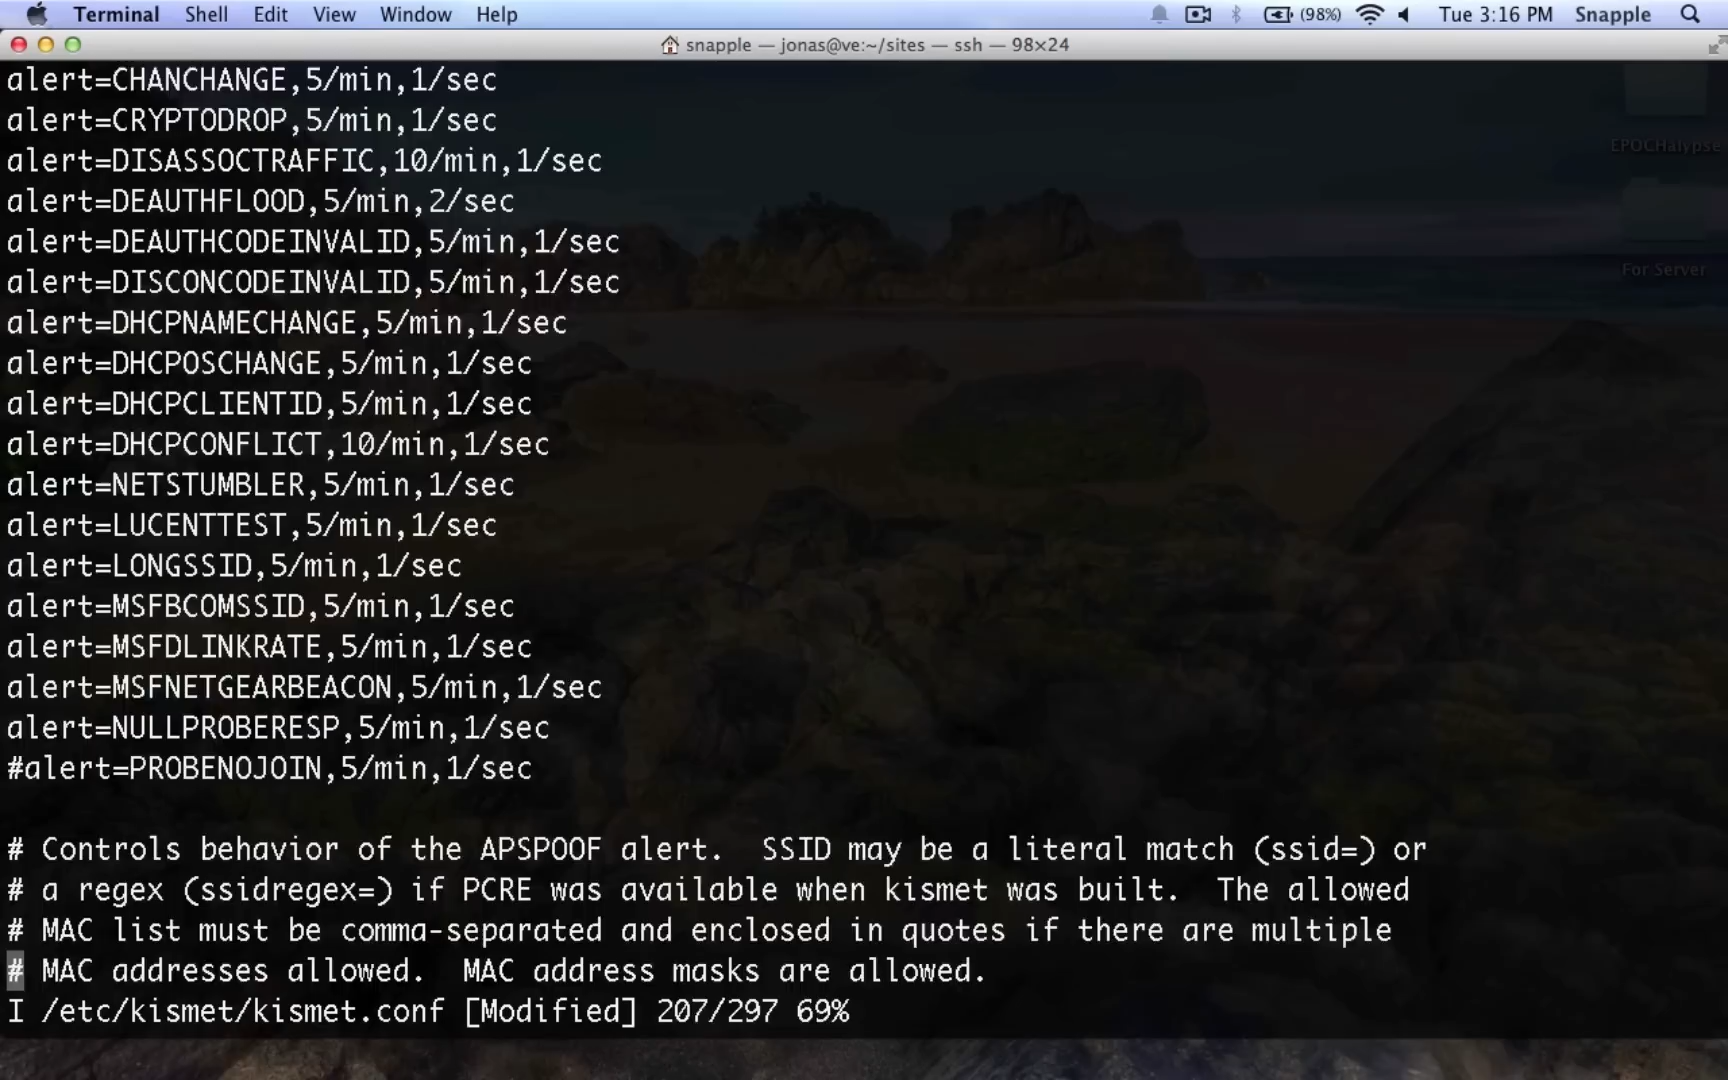 Terminal Shell Edit View Window Help (98%) Tue 3:16 PM Snapple
snapple — jonas@ve:~/sites — ssh — 98×24
alert=CHANCHANGE,5/min,1/sec
alert=CRYPTODROP,5/min,1/sec
alert=DISASSOCTRAFFIC,10/min,1/sec
alert=DEAUTHFLOOD,5/min,2/sec
alert=DEAUTHCODEINVALID,5/min,1/sec
alert=DISCONCODEINVALID,5/min,1/sec
alert=DHCPNAMECHANGE,5/min,1/sec
alert=DHCPOSCHANGE,5/min,1/sec
alert=DHCPCLIENTID,5/min,1/sec
alert=DHCPCONFLICT,10/min,1/sec
alert=NETSTUMBLER,5/min,1/sec
alert=LUCENTTEST,5/min,1/sec
alert=LONGSSID,5/min,1/sec
alert=MSFBCOMSSID,5/min,1/sec
alert=MSFDLINKRATE,5/min,1/sec
alert=MSFNETGEARBEACON,5/min,1/sec
alert=NULLPROBERESP,5/min,1/sec
#alert=PROBENOJOIN,5/min,1/sec
# Controls behavior of the APSPOOF alert.  SSID may be a literal match (ssid=) or
# a regex (ssidregex=) if PCRE was available when kismet was built.  The allowed
# MAC list must be comma-separated and enclosed in quotes if there are multiple
# MAC addresses allowed.  MAC address masks are allowed.
I /etc/kismet/kismet.conf [Modified] 207/297 69%
EPOCHalypse
For Server